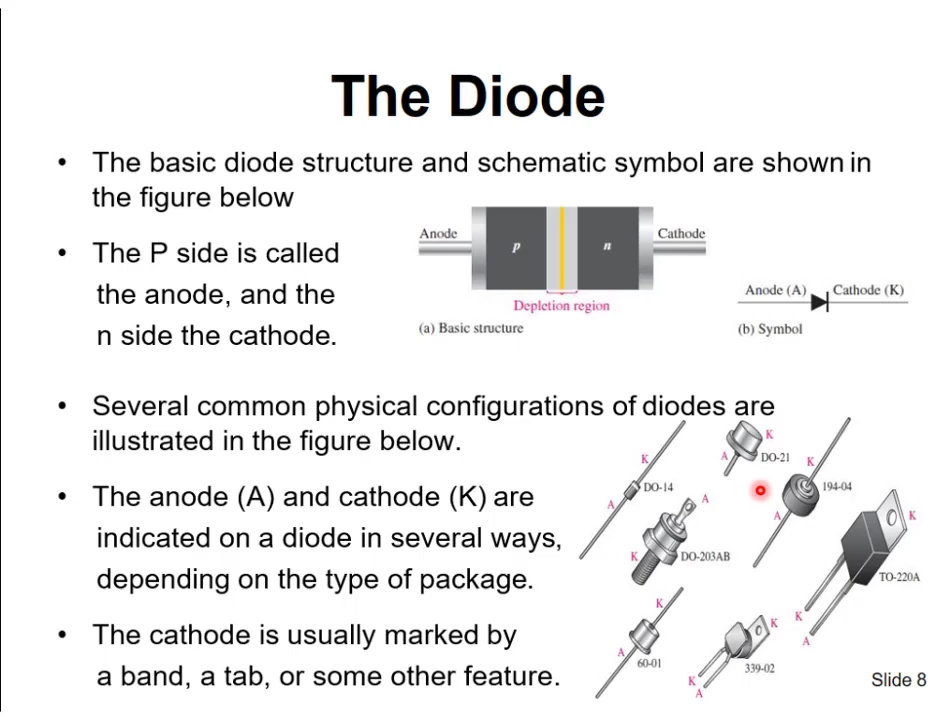 The Diode
• The basic diode structure and schematic symbol are shown in
the figure below
• The P side is called
the anode, and the
n side the cathode.
Anode
p
n
Cathode
Depletion region
(a) Basic structure
Anode (A)
Cathode (K)
(b) Symbol
• Several common physical configurations of diodes are
illustrated in the figure below.
• The anode (A) and cathode (K) are
indicated on a diode in several ways,
depending on the type of package.
• The cathode is usually marked by
a band, a tab, or some other feature.
K
DO-14
A
K
A
DO-21
K
194-04
A
A
K
DO-203AB
K
TO-220A
K
A
K
A
60-01
K
339-02
K
A
Slide 8